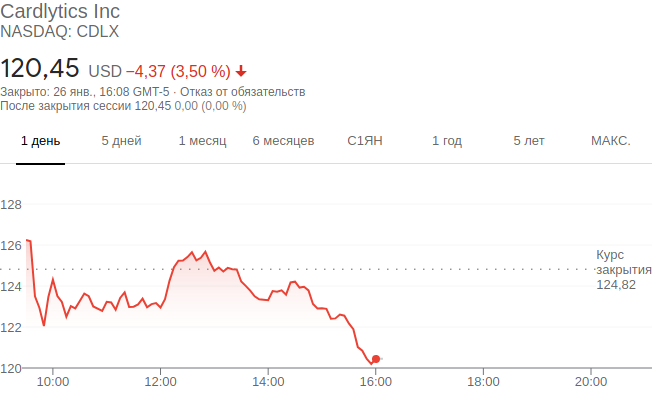 Cardlytics Inc
NASDAQ: CDLX
120,45 USD −4,37 (3,50 %)
Закрыто: 26 янв., 16:08 GMT-5 · Отказ от обязательств
После закрытия сессии 120,45 0,00 (0,00 %)
1 день 5 дней 1 месяц 6 месяцев С1ЯН 1 год 5 лет МАКС.
128
126
Курс
закрытия
124,82
124
122
120
10:00 12:00 14:00 16:00 18:00 20:00